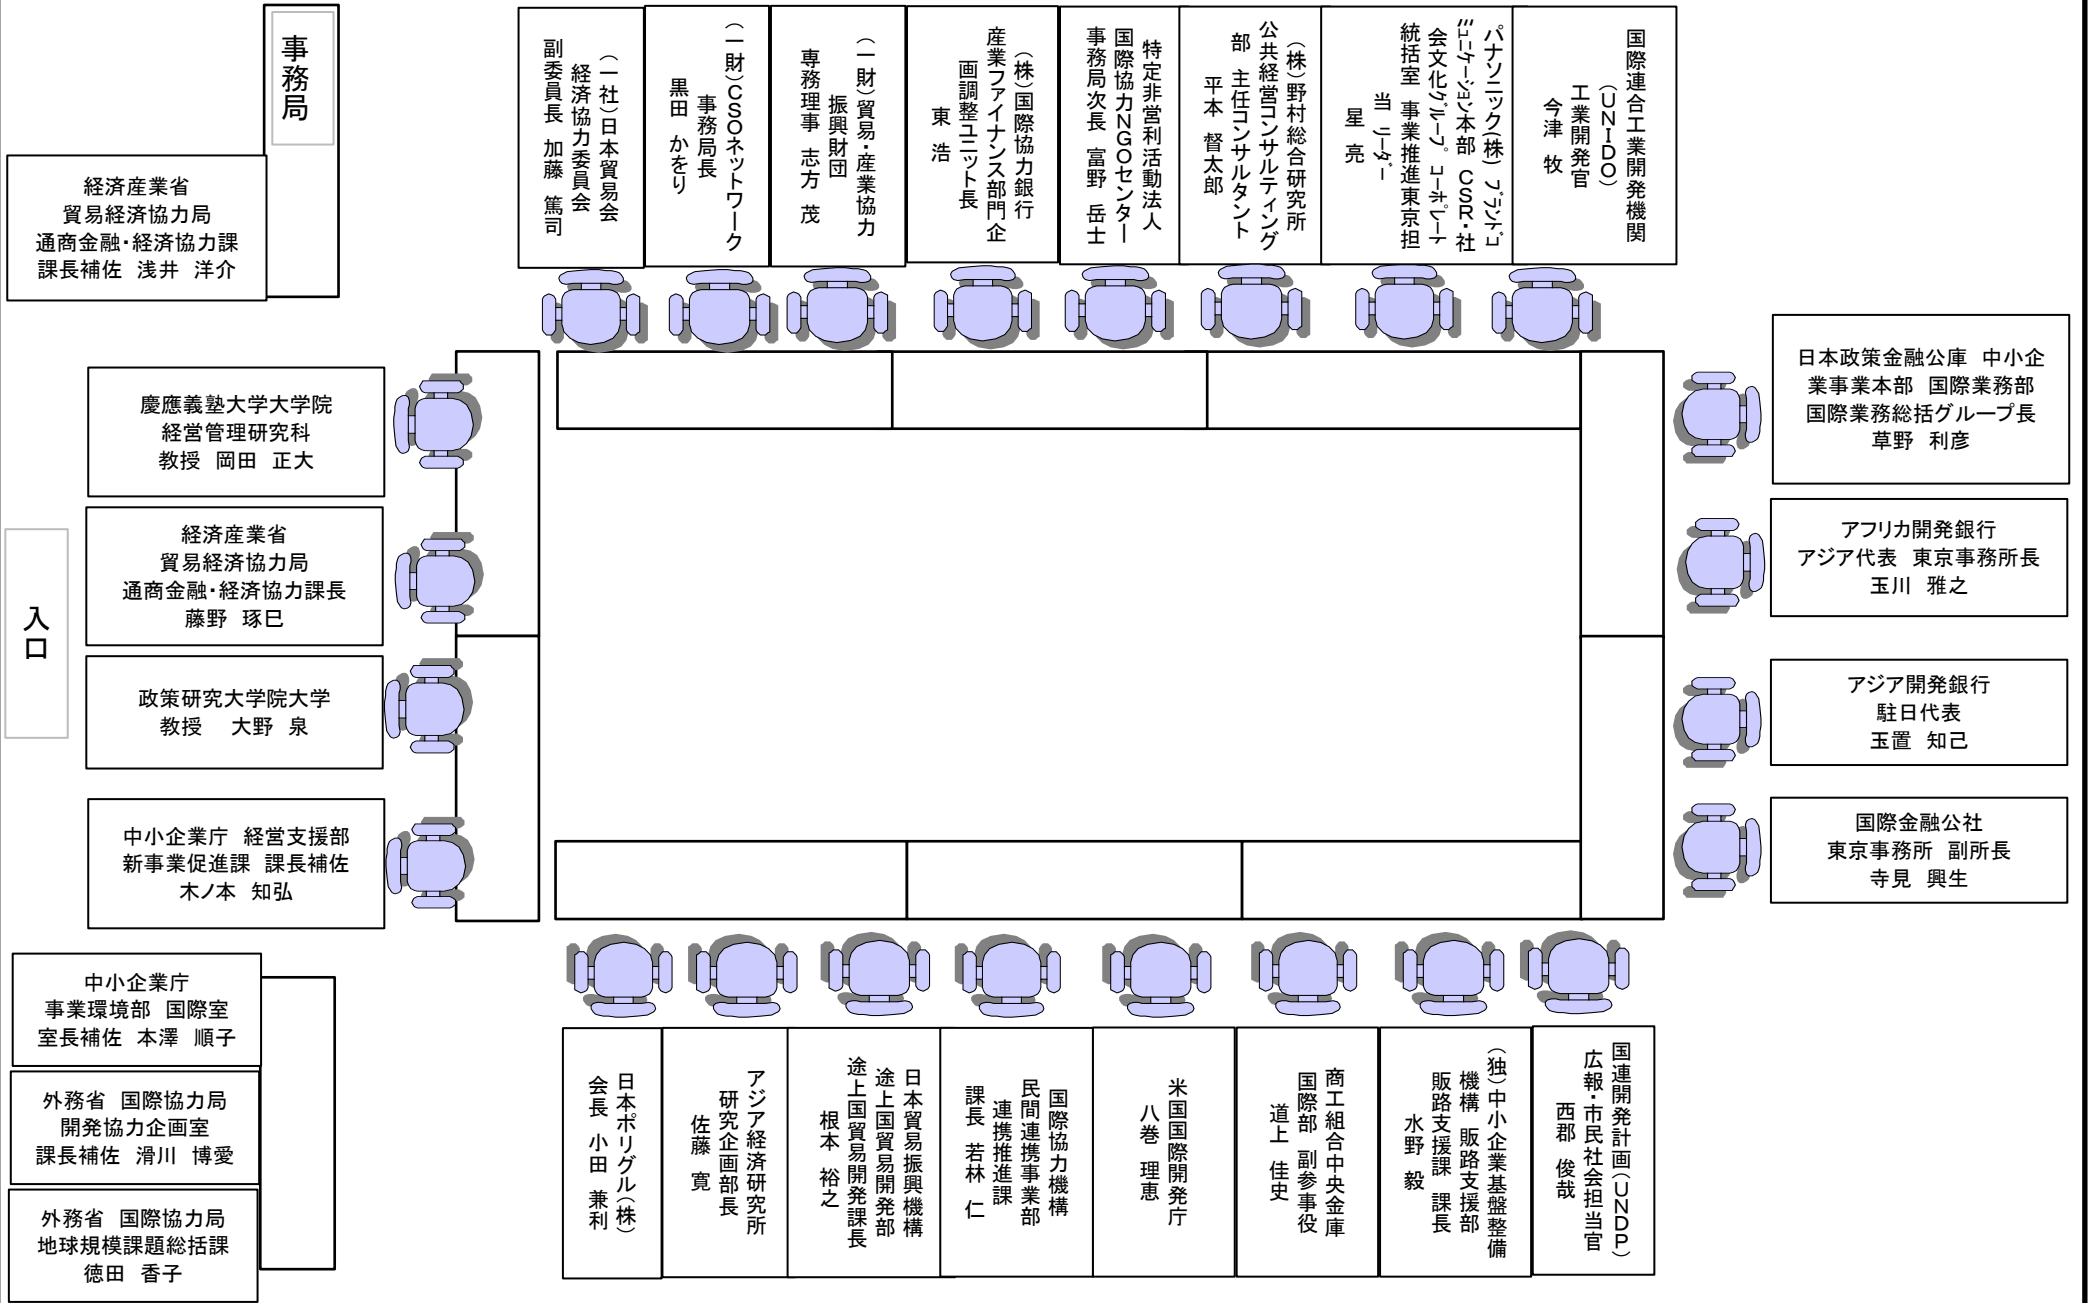 事務局
経済産業省
貿易経済協力局
通商金融・経済協力課
課長補佐 浅井 洋介
(一社)日本貿易会
経済協力委員会
副委員長 加藤 篤司
(一財)CSOネットワーク
事務局長
黒田 かをり
(一財)貿易・産業協力
振興財団
専務理事 志方 茂
(株)国際協力銀行
産業ファイナンス部門企
画調整ユニット長
東 浩
特定非営利活動法人
国際協力NGOセンター
事務局次長 富野 岳士
(株)野村総合研究所
公共経営コンサルティング
部 主任コンサルタント
平本 督太郎
パナソニック(株) ブランドコ
ミュニケーション本部 CSR・社
会文化グループ コーポレート
統括室 事業推進東京担
当 リーダー
星 亮
国際連合工業開発機関
(UNIDO)
工業開発官
今津 牧
慶應義塾大学大学院
経営管理研究科
教授 岡田 正大
経済産業省
貿易経済協力局
通商金融・経済協力課長
藤野 琢巳
政策研究大学院大学
教授 大野 泉
中小企業庁 経営支援部
新事業促進課 課長補佐
木ノ本 知弘
入口
日本政策金融公庫 中小企
業事業本部 国際業務部
国際業務総括グループ長
草野 利彦
アフリカ開発銀行
アジア代表 東京事務所長
玉川 雅之
アジア開発銀行
駐日代表
玉置 知己
国際金融公社
東京事務所 副所長
寺見 興生
中小企業庁
事業環境部 国際室
室長補佐 本澤 順子
外務省 国際協力局
開発協力企画室
課長補佐 滑川 博愛
外務省 国際協力局
地球規模課題総括課
徳田 香子
日本ポリグル(株)
会長 小田 兼利
アジア経済研究所
研究企画部長
佐藤 寛
日本貿易振興機構
途上国貿易開発部
途上国貿易開発課長
根本 裕之
国際協力機構
民間連携事業部
連携推進課
課長 若林 仁
米国国際開発庁
八巻 理恵
商工組合中央金庫
国際部 副参事役
道上 佳史
(独)中小企業基盤整備
機構 販路支援部
販路支援課 課長
水野 毅
国連開発計画(UNDP)
広報・市民社会担当官
西郡 俊哉